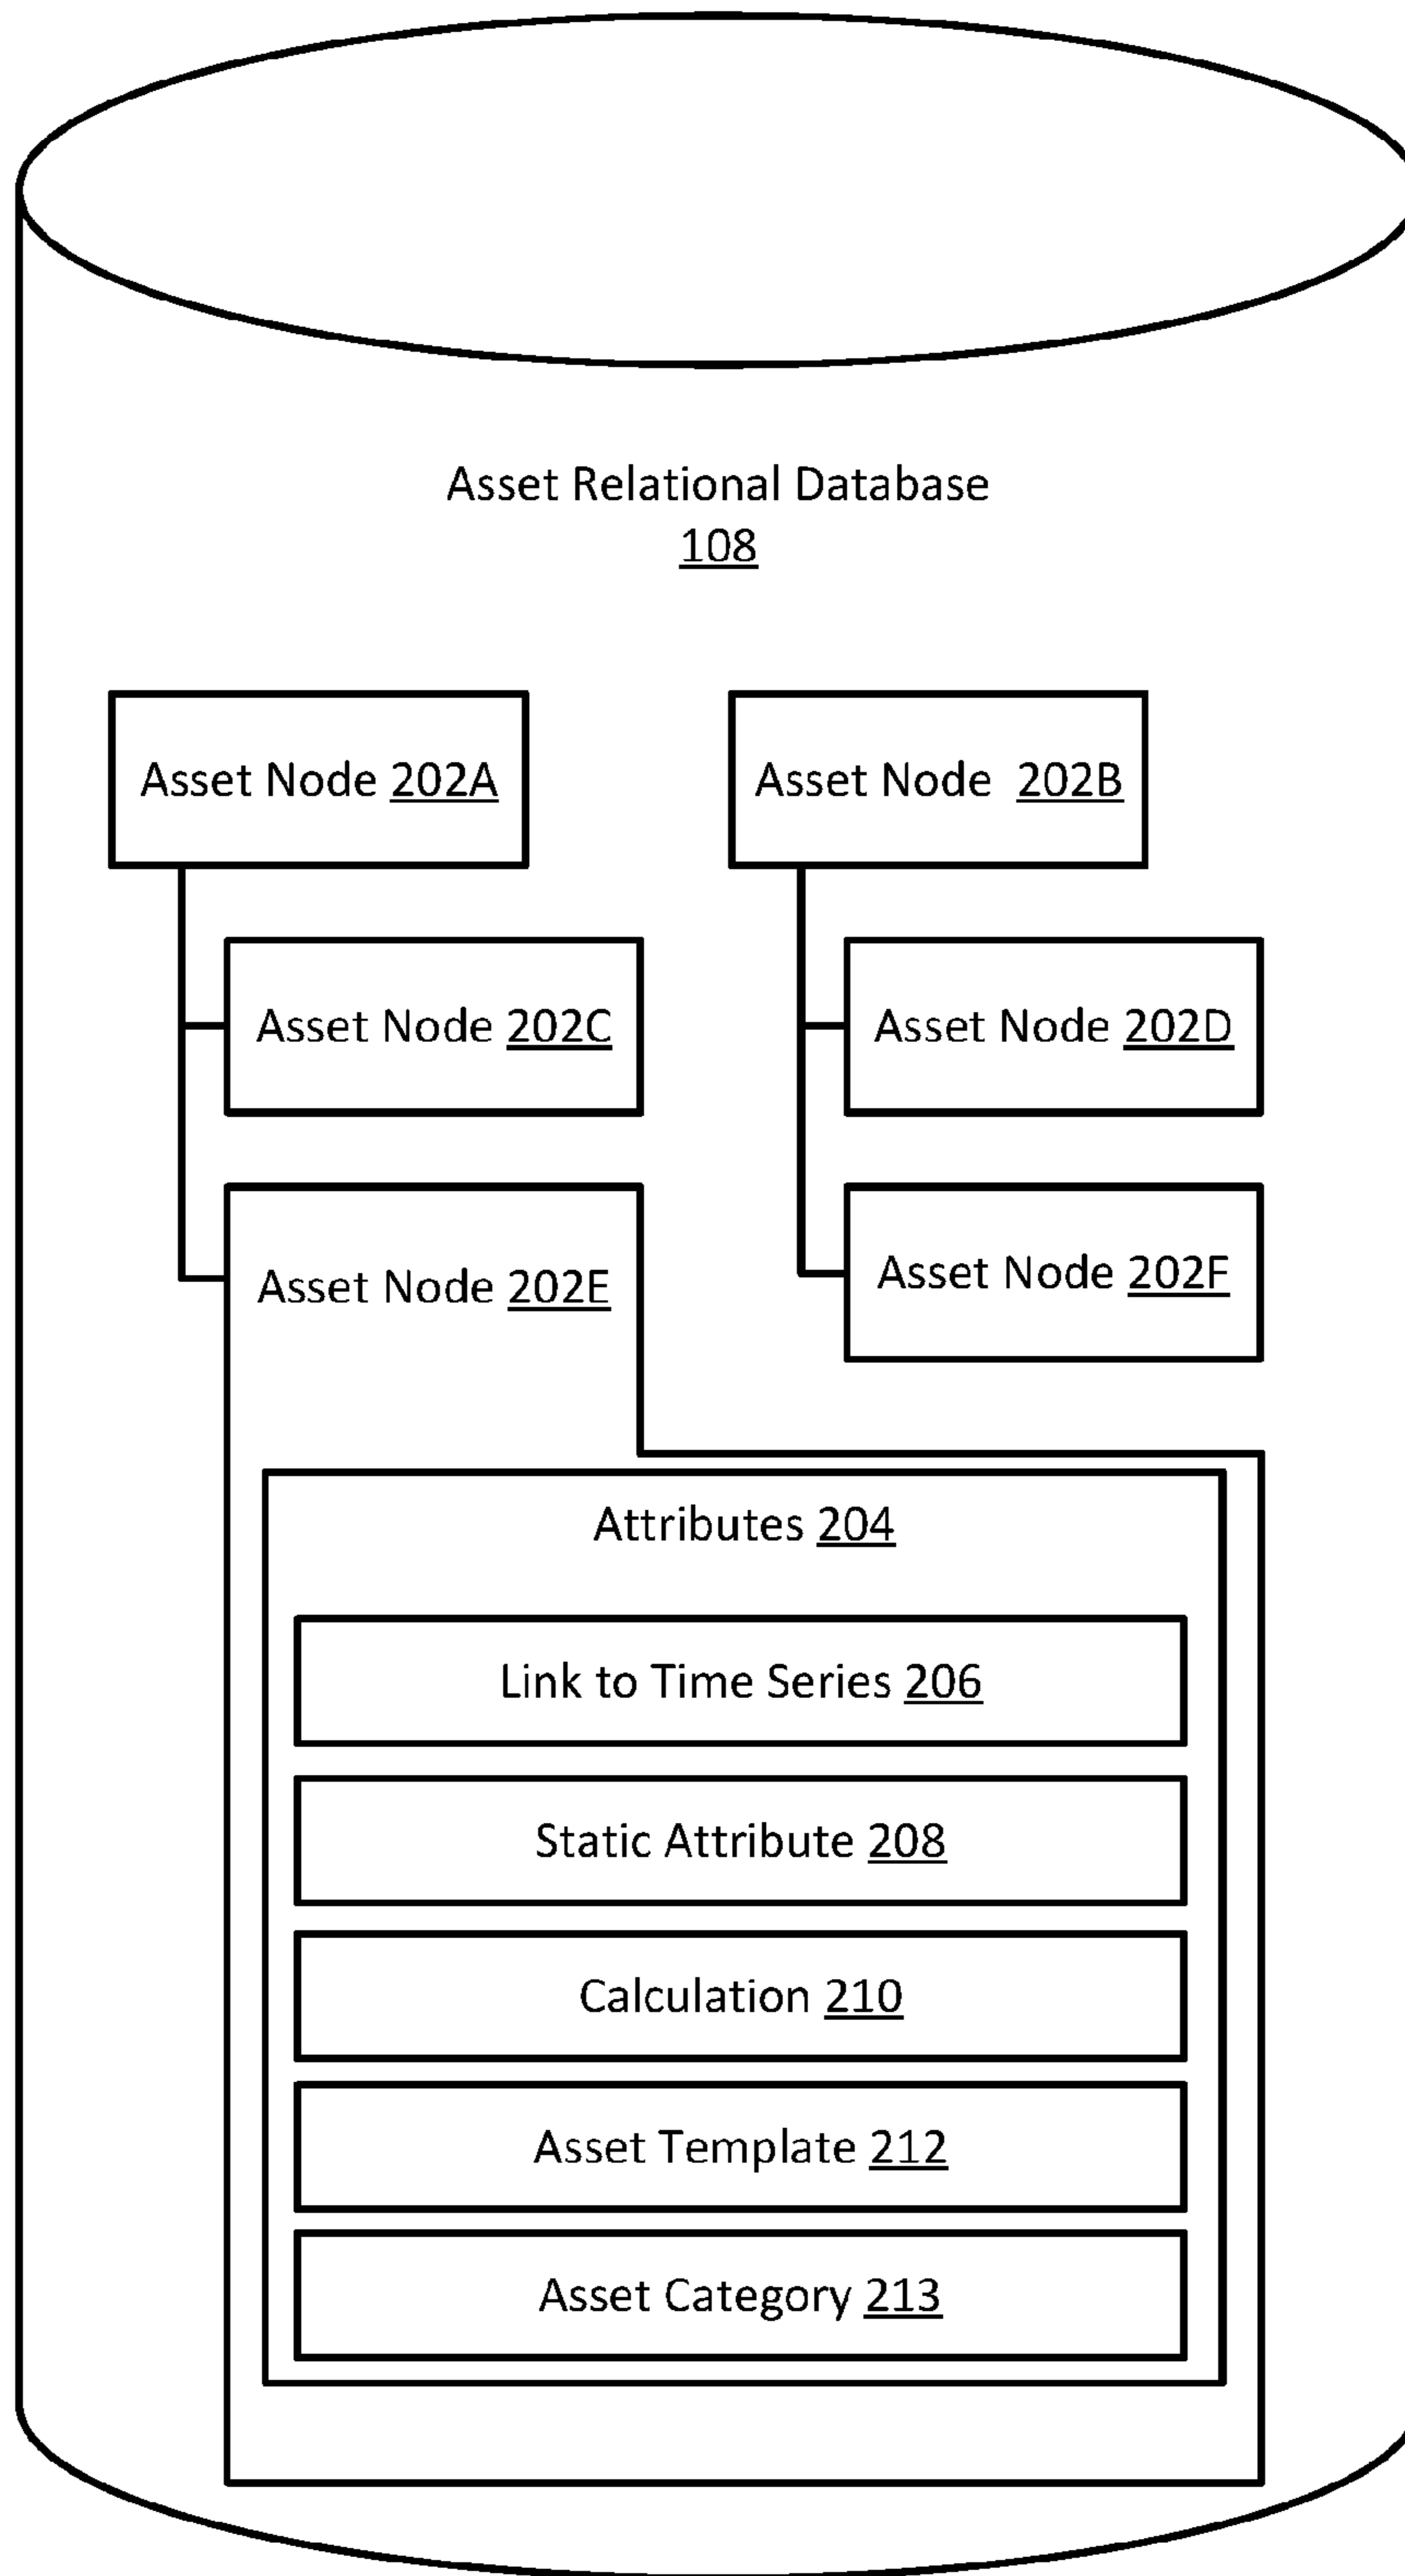 Asset Relational Database
108
Asset Node 202A
Asset Node 202B
Asset Node 202C
Asset Node 202D
Asset Node 202E
Asset Node 202F
Attributes 204
Link to Time Series 206
Static Attribute 208
Calculation 210
Asset Template 212
Asset Category 213